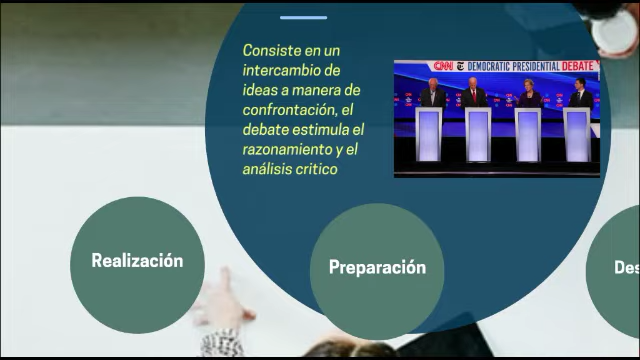 Consiste en un
intercambio de
ideas a manera de
confrontación, el
debate estimula el
razonamiento y el
análisis critico
CNN T DEMOCRATIC PRESIDENTIAL DEBATE
Realización
Preparación
Des